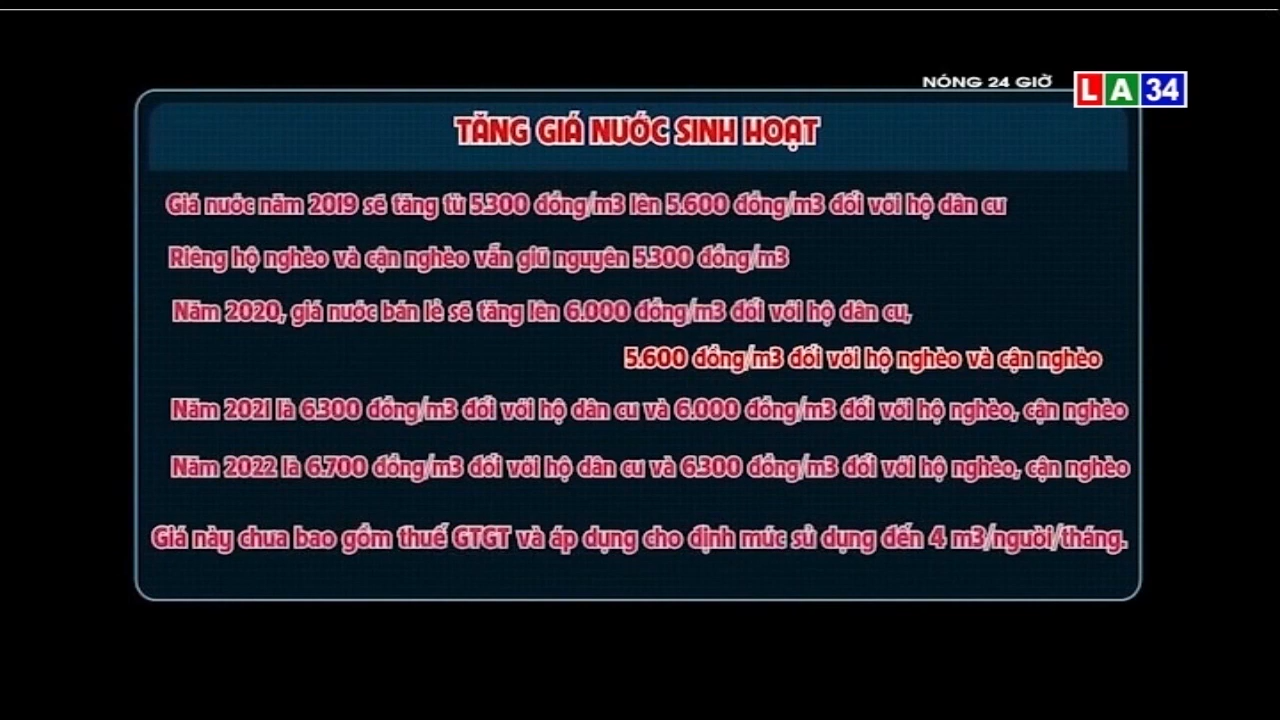 NÓNG 24 GIỜ
LA34
TĂNG GIÁ NƯỚC SINH HOẠT
Giá nước năm 2019 sẽ tăng từ 5.300 đồng/m3 lên 5.600 đồng/m3 đối với hộ dân cư
Riêng hộ nghèo và cận nghèo vẫn giữ nguyên 5.300 đồng/m3
Năm 2020, giá nước bán lẻ sẽ tăng lên 6.000 đồng/m3 đối với hộ dân cư,
5.600 đồng/m3 đối với hộ nghèo và cận nghèo
Năm 2021 là 6.300 đồng/m3 đối với hộ dân cư và 6.000 đồng/m3 đối với hộ nghèo, cận nghèo
Năm 2022 là 6.700 đồng/m3 đối với hộ dân cư và 6.300 đồng/m3 đối với hộ nghèo, cận nghèo
Giá này chưa bao gồm thuế GTGT và áp dụng cho định mức sử dụng đến 4 m3/người/tháng.